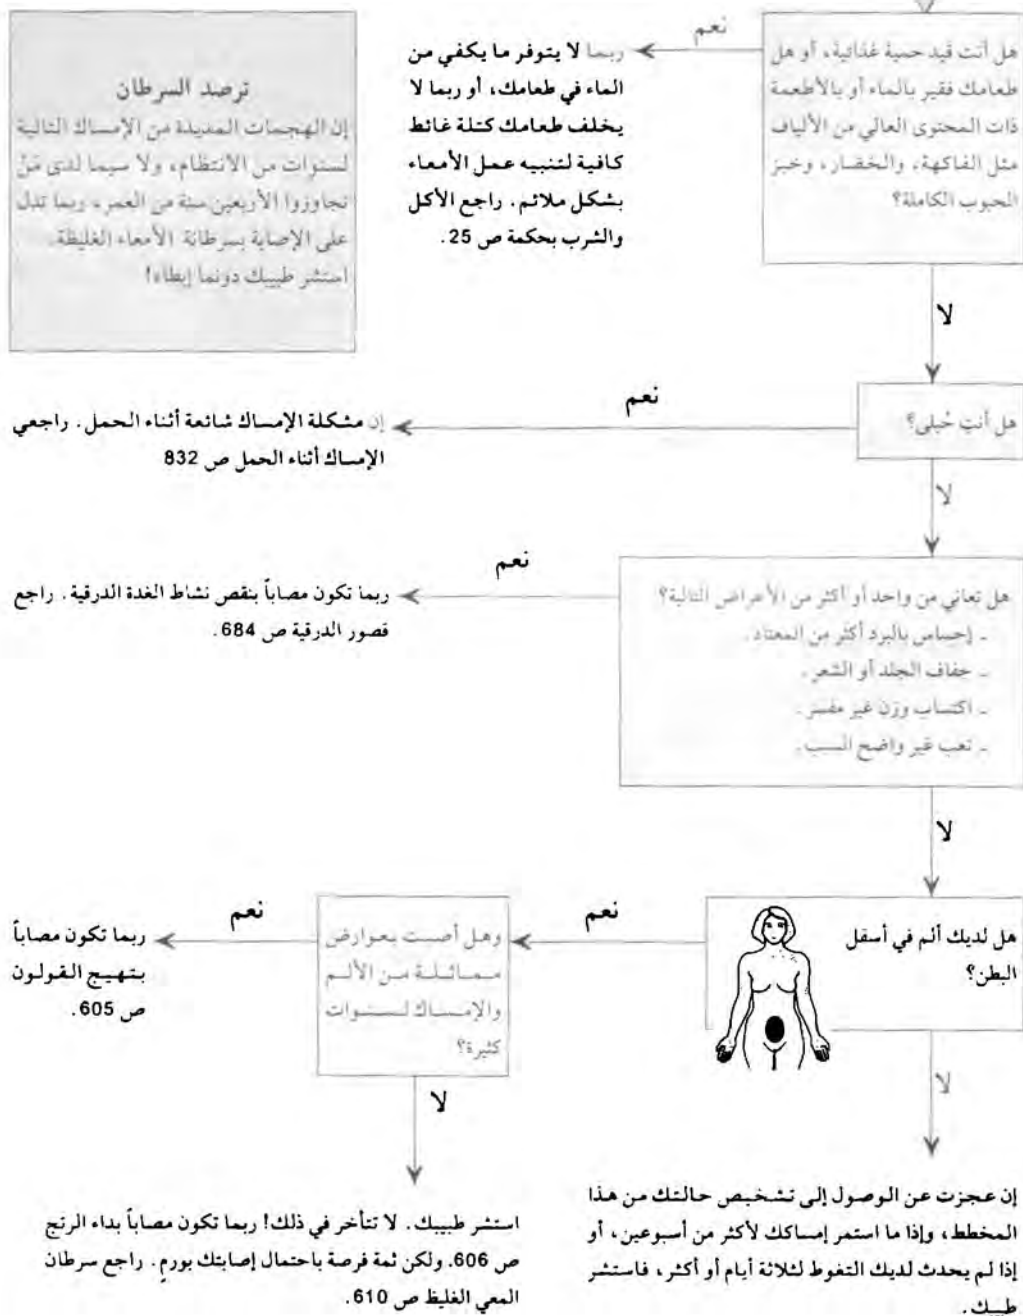 هل أنت قيد حمية غذائية، أو هل
طعامك فقير بالماء أو بالأطعمة
ذات المحتوى العالي من الألياف
مثل الفاكهة، والخضار، وخبز
الحبوب الكاملة؟
نعم
ربما لا يتوفر ما يكفي من
الماء في طعامك، أو ربما لا
يخلف طعامك كتلة غائط
كافية لتنبيه عمل الأمعاء
بشكل ملائم. راجع الأكل
والشرب بحكمة ص 25.
ترصد السرطان
إن الهجمات المديدة من الإمساك التالية
لسنوات من الانتظام، ولا سيما لدى مَنْ
تجاوزوا الأربعين سنة من العمر، ربما تدل
على الإصابة بسرطانة الأمعاء الغليظة.
استشر طبيبك دونما إبطاء!
لا
هل أنتِ حُبلى؟
نعم
إن مشكلة الإمساك شائعة أثناء الحمل. راجعي
الإمساك أثناء الحمل ص 832
لا
هل تعاني من واحد أو أكثر من الأعراض التالية؟
ـ إحساس بالبرد أكثر من المعتاد.
ـ جفاف الجلد أو الشعر.
ـ اكتساب وزن غير مفسر.
ـ تعب غير واضح السبب.
نعم
ربما تكون مصاباً بنقص نشاط الغدة الدرقية. راجع
قصور الدرقية ص 684.
لا
هل لديك ألم في أسفل
البطن؟
نعم
وهل أصبت بعوارض
مماثلة من الألم
والإمساك لسنوات
كثيرة؟
نعم
ربما تكون مصاباً
بتهيج القولون
ص 605.
لا
لا
إن عجزت عن الوصول إلى تشخيص حالتك من هذا
المخطط، وإذا ما استمر إمساكك لأكثر من أسبوعين، أو
إذا لم يحدث لديك التغوط لثلاثة أيام أو أكثر، فاستشر
طبيبك.
استشر طبيبك. لا تتأخر في ذلك! ربما تكون مصاباً بداء الرتج
ص 606. ولكن ثمة فرصة باحتمال إصابتك بورمٍ. راجع سرطان
المعي الغليظ ص 610.